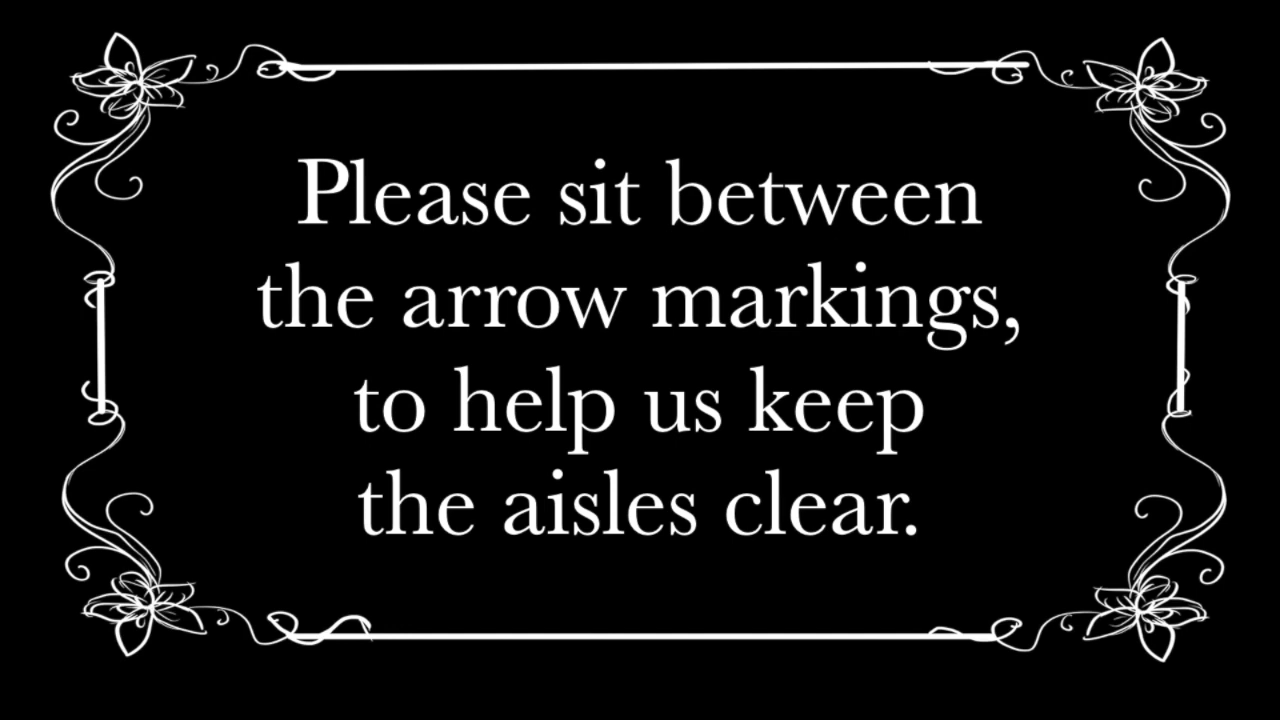 Please sit between
the arrow markings,
to help us keep
the aisles clear.